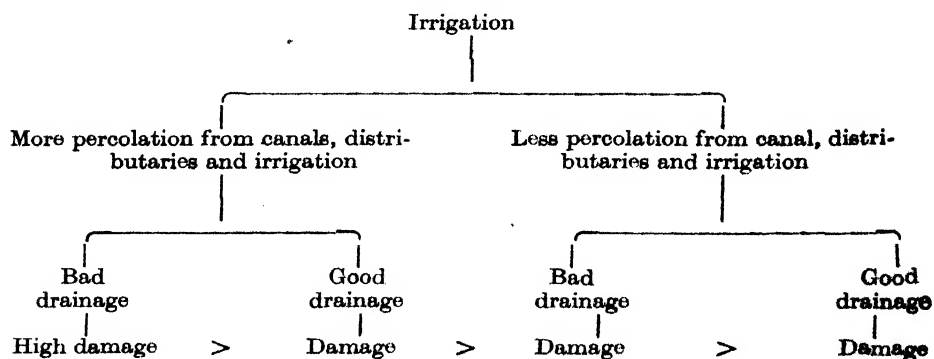 Irrigation
More percolation from canals, distri-
butaries and irrigation
Less percolation from canal, distri-
butaries and irrigation
Bad
drainage
Good
drainage
Bad
drainage
Good
drainage
High damage > Damage > Damage > Damage